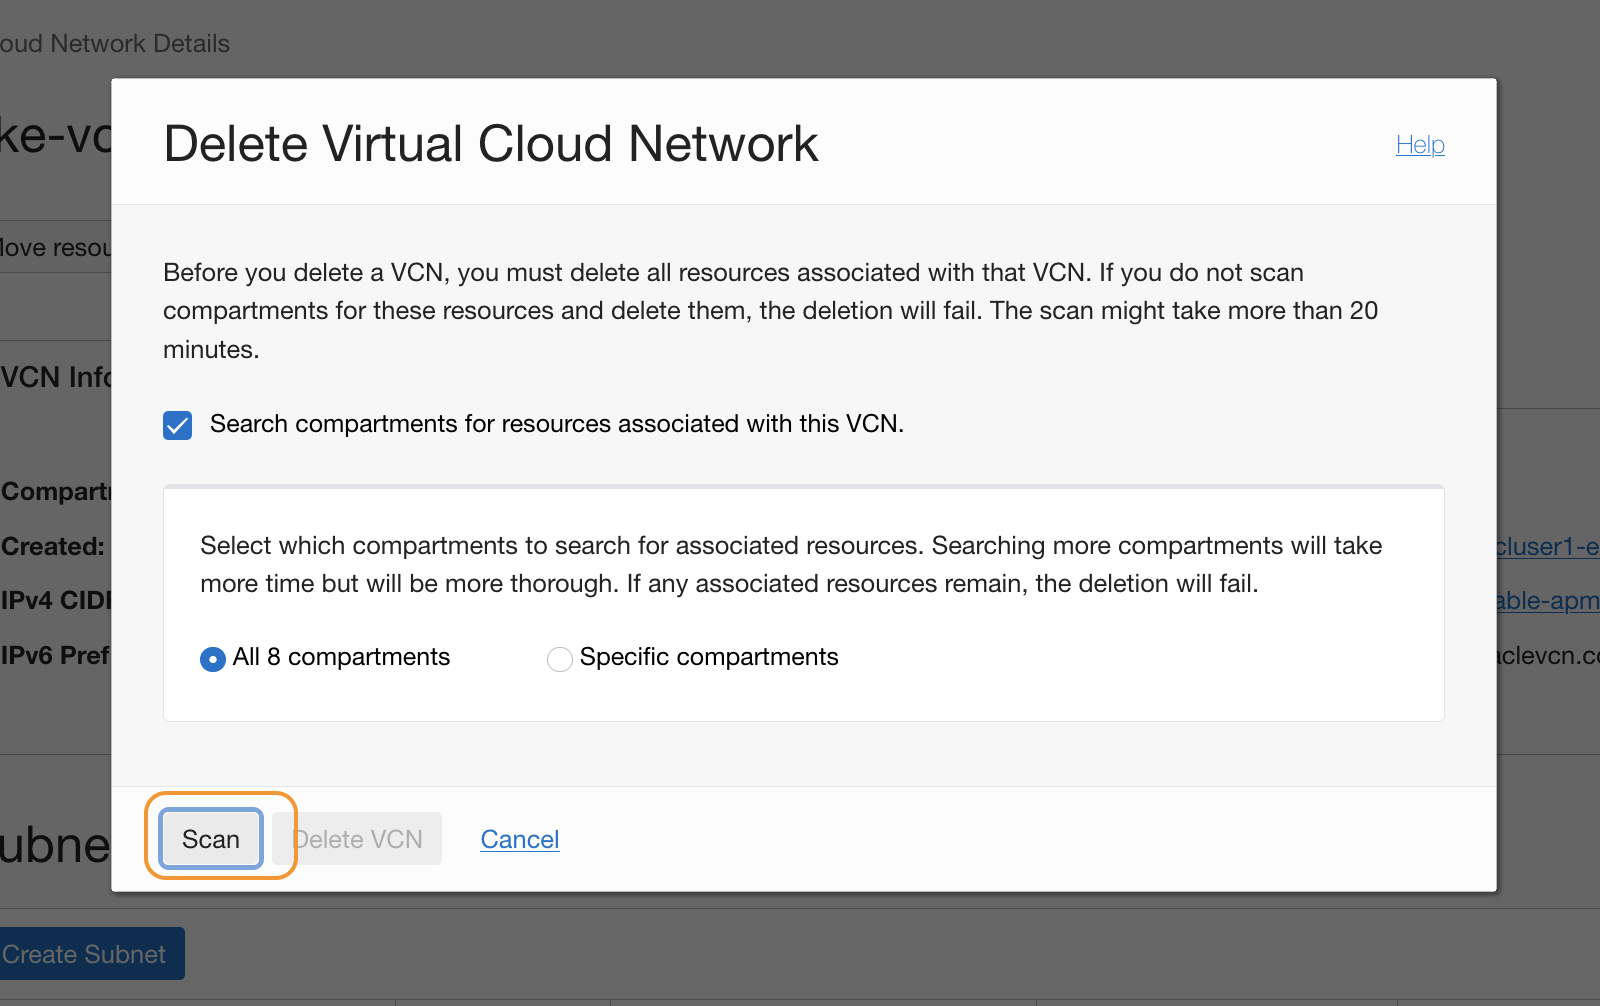 oud Network Details
ke-vc
Delete Virtual Cloud Network
Help
Move resou
Before you delete a VCN, you must delete all resources associated with that VCN. If you do not scan
compartments for these resources and delete them, the deletion will fail. The scan might take more than 20
minutes.
VCN Info
Search compartments for resources associated with this VCN.
Compartm
Select which compartments to search for associated resources. Searching more compartments will take
more time but will be more thorough. If any associated resources remain, the deletion will fail.
Created:
cluser1-e
IPv4 CIDR
able-apm
IPv6 Pref
aclevcn.co
All 8 compartments
Specific compartments
Scan
Delete VCN
Cancel
ubne
Create Subnet